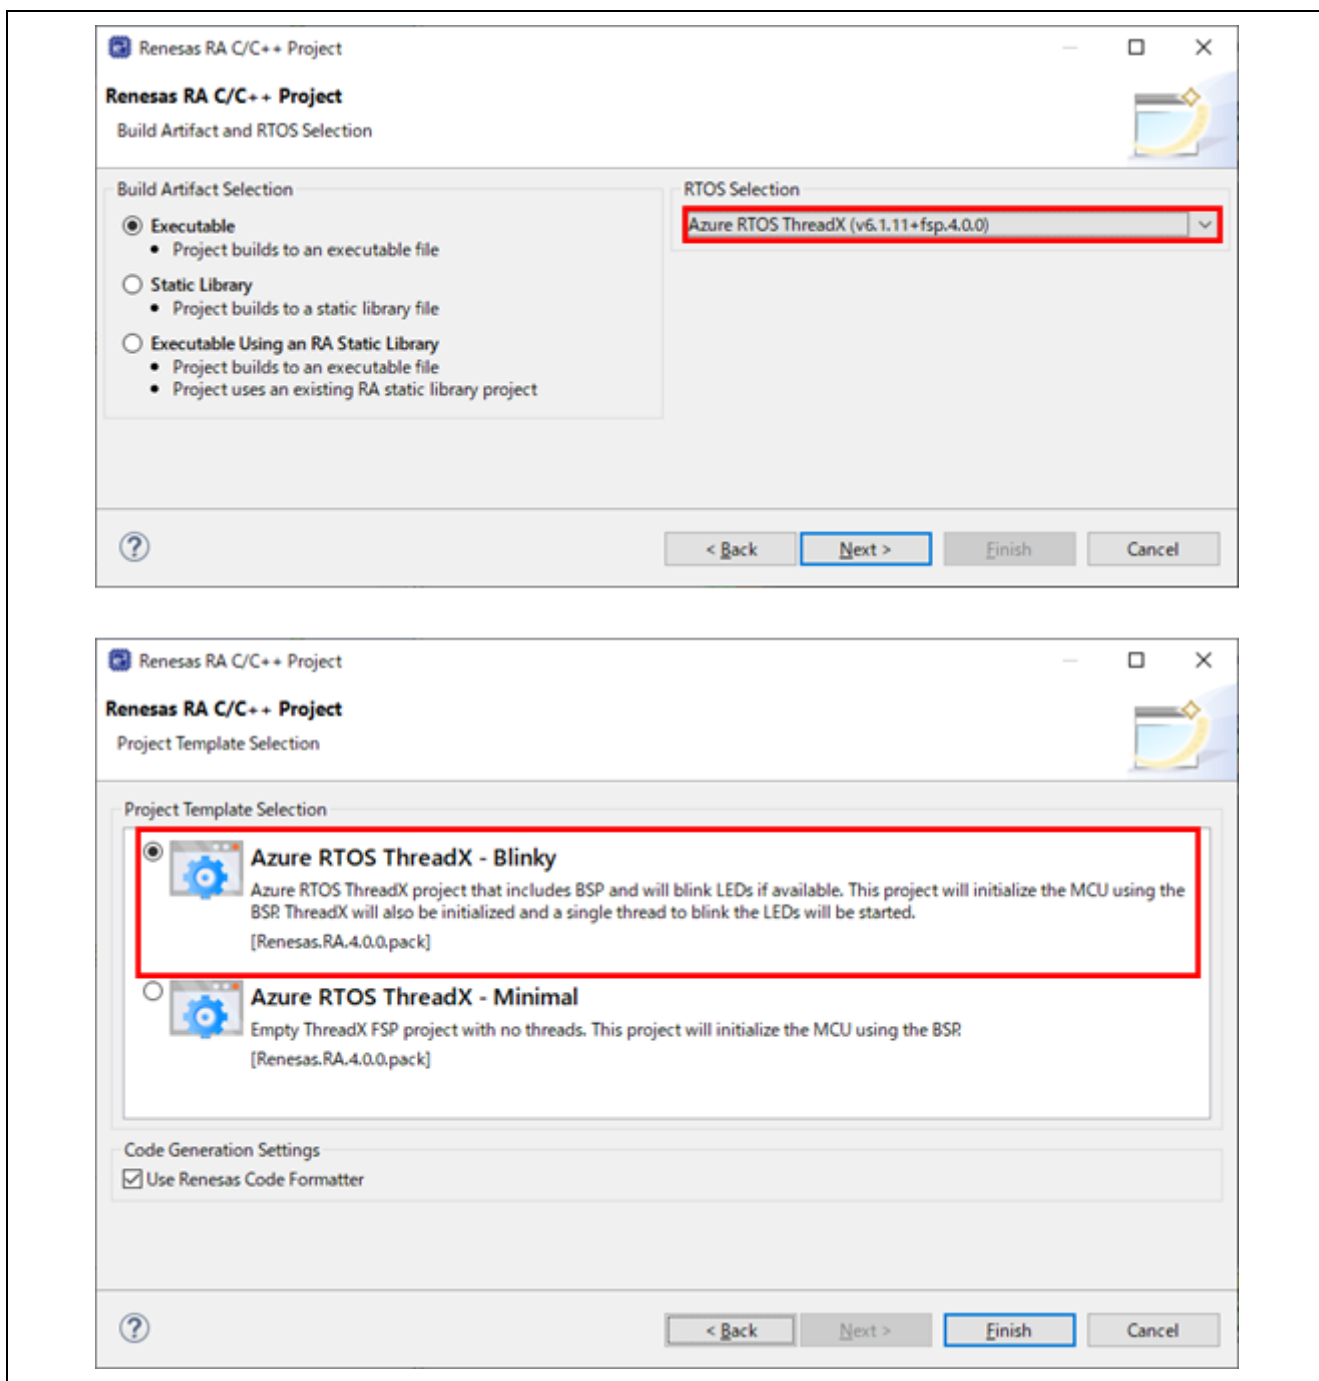 Renesas RA C/C++ Project
Renesas RA C/C++ Project
Build Artifact and RTOS Selection
Build Artifact Selection
Executable
• Project builds to an executable file
Static Library
• Project builds to a static library file
Executable Using an RA Static Library
• Project builds to an executable file
• Project uses an existing RA static library project
RTOS Selection
Azure RTOS ThreadX (v6.1.11+fsp.4.0.0)
? < Back Next > Finish Cancel
Renesas RA C/C++ Project
Renesas RA C/C++ Project
Project Template Selection
Project Template Selection
Azure RTOS ThreadX - Blinky
Azure RTOS ThreadX project that includes BSP and will blink LEDs if available. This project will initialize the MCU using the
BSP. ThreadX will also be initialized and a single thread to blink the LEDs will be started.
[Renesas.RA.4.0.0.pack]
Azure RTOS ThreadX - Minimal
Empty ThreadX FSP project with no threads. This project will initialize the MCU using the BSP.
[Renesas.RA.4.0.0.pack]
Code Generation Settings
Use Renesas Code Formatter
? < Back Next > Finish Cancel